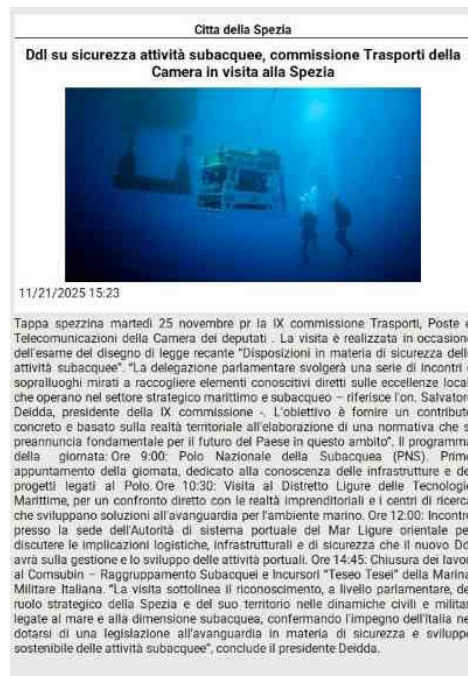 Citta della Spezia
Ddl su sicurezza attività subacquee, commissione Trasporti della
Camera in visita alla Spezia
11/21/2025 15:23
Tappa spezzina martedì 25 novembre pr la IX commissione Trasporti, Poste e
Telecomunicazioni della Camera dei deputati . La visita è realizzata in occasione
dell'esame del disegno di legge recante "Disposizioni in materia di sicurezza delle
attività subacquee". "La delegazione parlamentare svolgerà una serie di incontri e
sopralluoghi mirati a raccogliere elementi conoscitivi diretti sulle eccellenze local
che operano nel settore strategico marittimo e subacqueo – riferisce l'on. Salvatore
Deidda, presidente della IX commissione -. L'obiettivo è fornire un contributo
concreto e basato sulla realtà territoriale all'elaborazione di una normativa che s
preannuncia fondamentale per il futuro del Paese in questo ambito". Il programma
della giornata: Ore 9:00: Polo Nazionale della Subacquea (PNS). Primo
appuntamento della giornata, dedicato alla conoscenza delle infrastrutture e de
progetti legati al Polo. Ore 10:30: Visita al Distretto Ligure delle Tecnologie
Marittime, per un confronto diretto con le realtà imprenditoriali e i centri di ricerca
che sviluppano soluzioni all'avanguardia per l'ambiente marino. Ore 12:00: Incontro
presso la sede dell'Autorità di sistema portuale del Mar Ligure orientale per
discutere le implicazioni logistiche, infrastrutturali e di sicurezza che il nuovo Ddl
avrà sulla gestione e lo sviluppo delle attività portuali. Ore 14:45: Chiusura dei lavori
al Comsubin – Raggruppamento Subacquei e Incursori "Teseo Tesei" della Marina
Militare Italiana. "La visita sottolinea il riconoscimento, a livello parlamentare, de
ruolo strategico della Spezia e del suo territorio nelle dinamiche civili e militar
legate al mare e alla dimensione subacquea, confermando l'impegno dell'Italia ne
dotarsi di una legislazione all'avanguardia in materia di sicurezza e sviluppo
sostenibile delle attività subacquee", conclude il presidente Deidda.